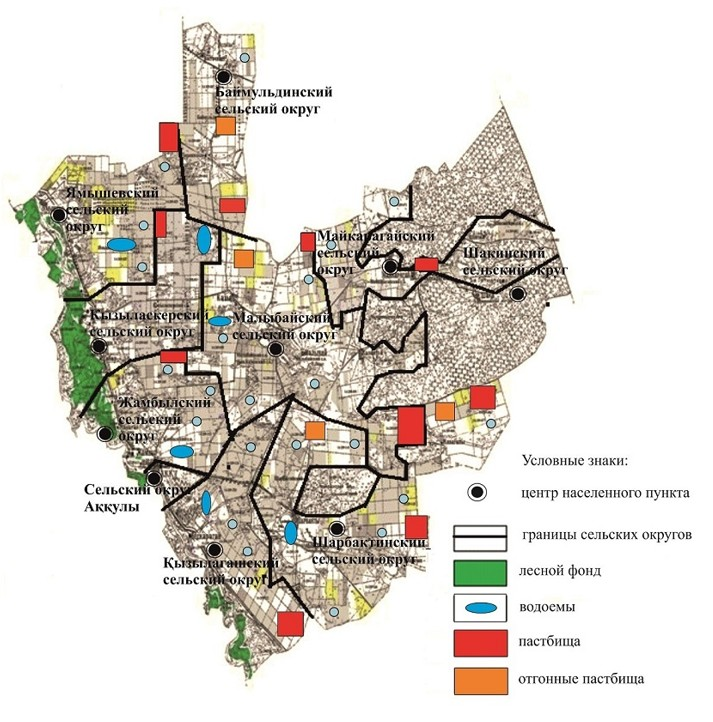 Баймульдинский
сельский округ
Ямышевский
сельский
округ
Майкарагайский
сельский
округ
Шакинский
сельский округ
Кызыласкерский
сельский округ
Малыбайский
сельский округ
Жамбылский
сельский
округ
Сельский округ
Аққулы
Шарбактинский
сельский округ
Қызылагашский
сельский округ
Условные знаки:
центр населенного пункта
границы сельских округов
лесной фонд
водоемы
пастбища
отгонные пастбища